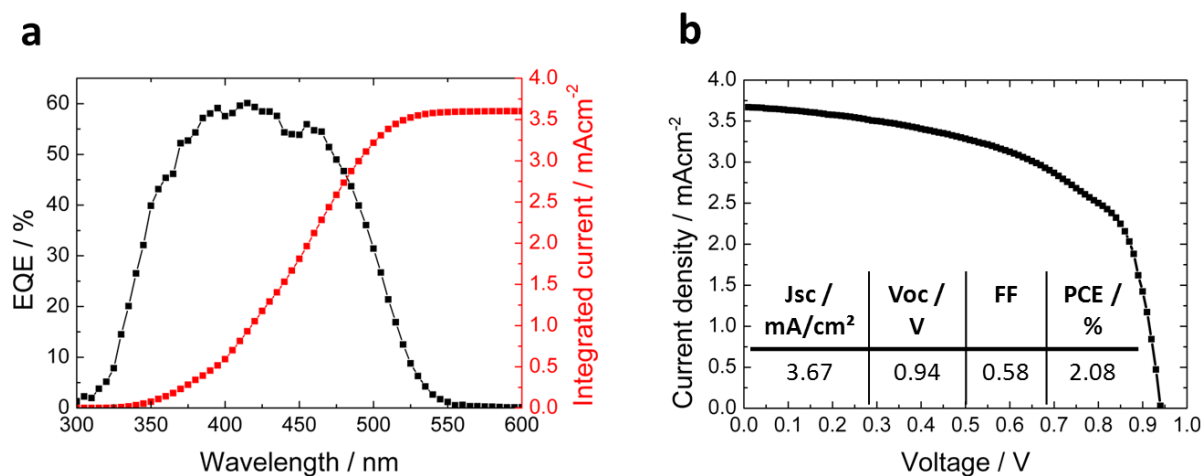 a
EQE / %
60
50
40
30
20
10
0
300 350 400 450 500 550 600
Wavelength / nm
4.0
3.5
3.0
2.5
2.0
1.5
1.0
0.5
0.0
Integrated current / mAcm⁻²
b
Current density / mAcm⁻²
4.0
3.5
3.0
2.5
2.0
1.5
1.0
0.5
0.0
Jsc / Voc / FF PCE /
mA/cm² V %
3.67 0.94 0.58 2.08
0.0 0.1 0.2 0.3 0.4 0.5 0.6 0.7 0.8 0.9 1.0
Voltage / V